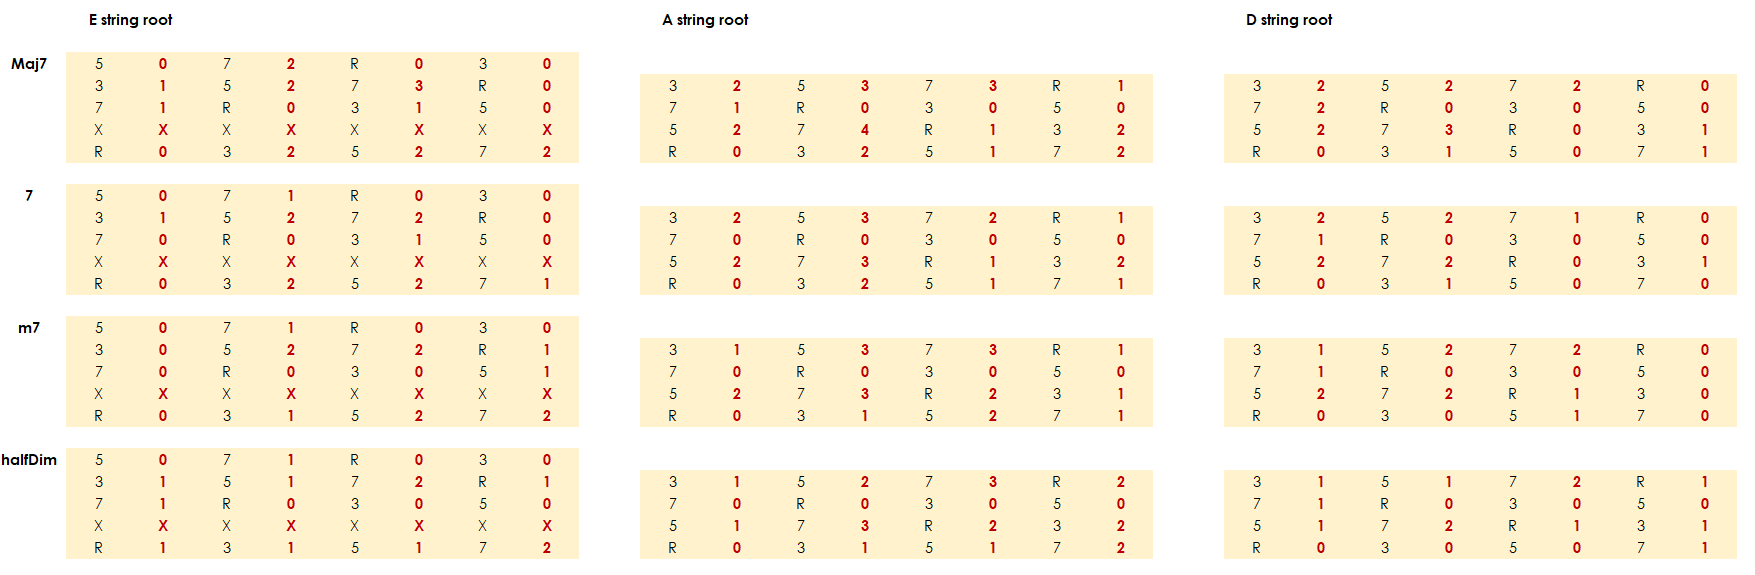 E string root A string root D string root
Maj7 5 0 7 2 R 0 3 0
3 1 5 2 7 3 R 0 3 2 5 3 7 3 R 1 3 2 5 2 7 2 R 0
7 1 R 0 3 1 5 0 7 1 R 0 3 0 5 0 7 2 R 0 3 0 5 0
X X X X X X X X 5 2 7 4 R 1 3 2 5 2 7 3 R 0 3 1
R 0 3 2 5 2 7 2 R 0 3 2 5 1 7 2 R 0 3 1 5 0 7 1
7 5 0 7 1 R 0 3 0
3 1 5 2 7 2 R 0 3 2 5 3 7 2 R 1 3 2 5 2 7 1 R 0
7 0 R 0 3 1 5 0 7 0 R 0 3 0 5 0 7 1 R 0 3 0 5 0
X X X X X X X X 5 2 7 3 R 1 3 2 5 2 7 2 R 0 3 1
R 0 3 2 5 2 7 1 R 0 3 2 5 1 7 1 R 0 3 1 5 0 7 0
m7 5 0 7 1 R 0 3 0
3 0 5 2 7 2 R 1 3 1 5 3 7 3 R 1 3 1 5 2 7 2 R 0
7 0 R 0 3 0 5 1 7 0 R 0 3 0 5 0 7 1 R 0 3 0 5 0
X X X X X X X X 5 2 7 3 R 2 3 1 5 2 7 2 R 1 3 0
R 0 3 1 5 2 7 2 R 0 3 1 5 2 7 1 R 0 3 0 5 1 7 0
halfDim 5 0 7 1 R 0 3 0
3 1 5 1 7 2 R 1 3 1 5 2 7 3 R 2 3 1 5 1 7 2 R 1
7 1 R 0 3 0 5 0 7 0 R 0 3 0 5 0 7 1 R 0 3 0 5 0
X X X X X X X X 5 1 7 3 R 2 3 2 5 1 7 2 R 1 3 1
R 1 3 1 5 1 7 2 R 0 3 1 5 1 7 2 R 0 3 0 5 0 7 1